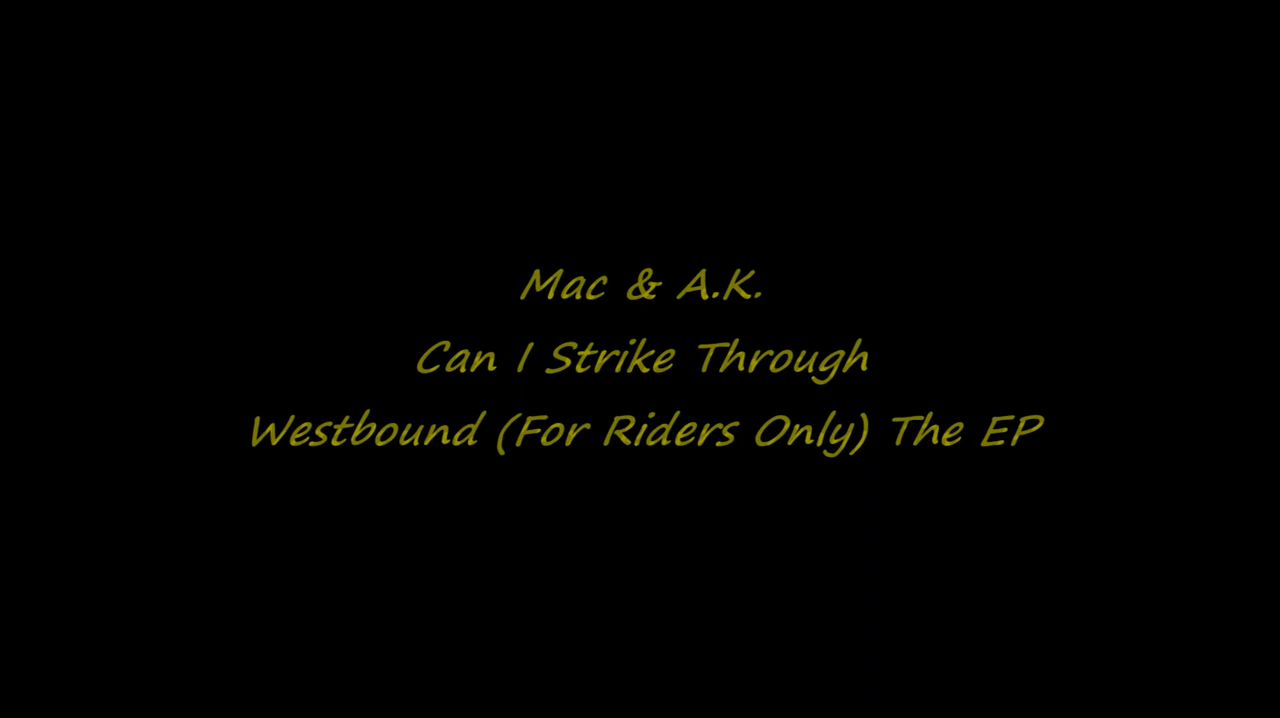 Mac & A.K.
Can I Strike Through
Westbound (For Riders Only) The EP